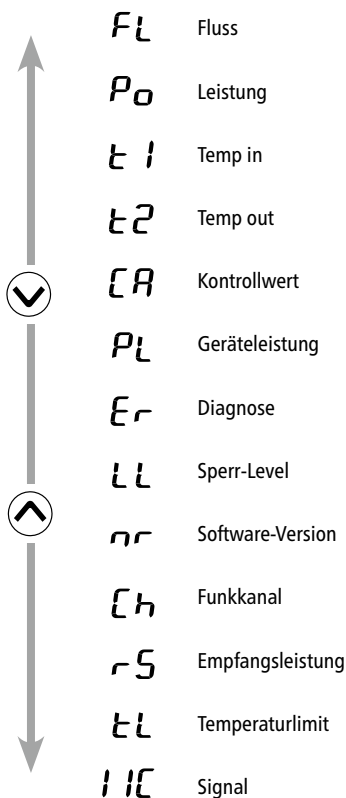 FL Fluss
Po Leistung
t1 Temp in
t2 Temp out
CA Kontrollwert
PL Geräteleistung
Er Diagnose
LL Sperr-Level
nr Software-Version
Ch Funkkanal
rS Empfangsleistung
tL Temperaturlimit
11C Signal